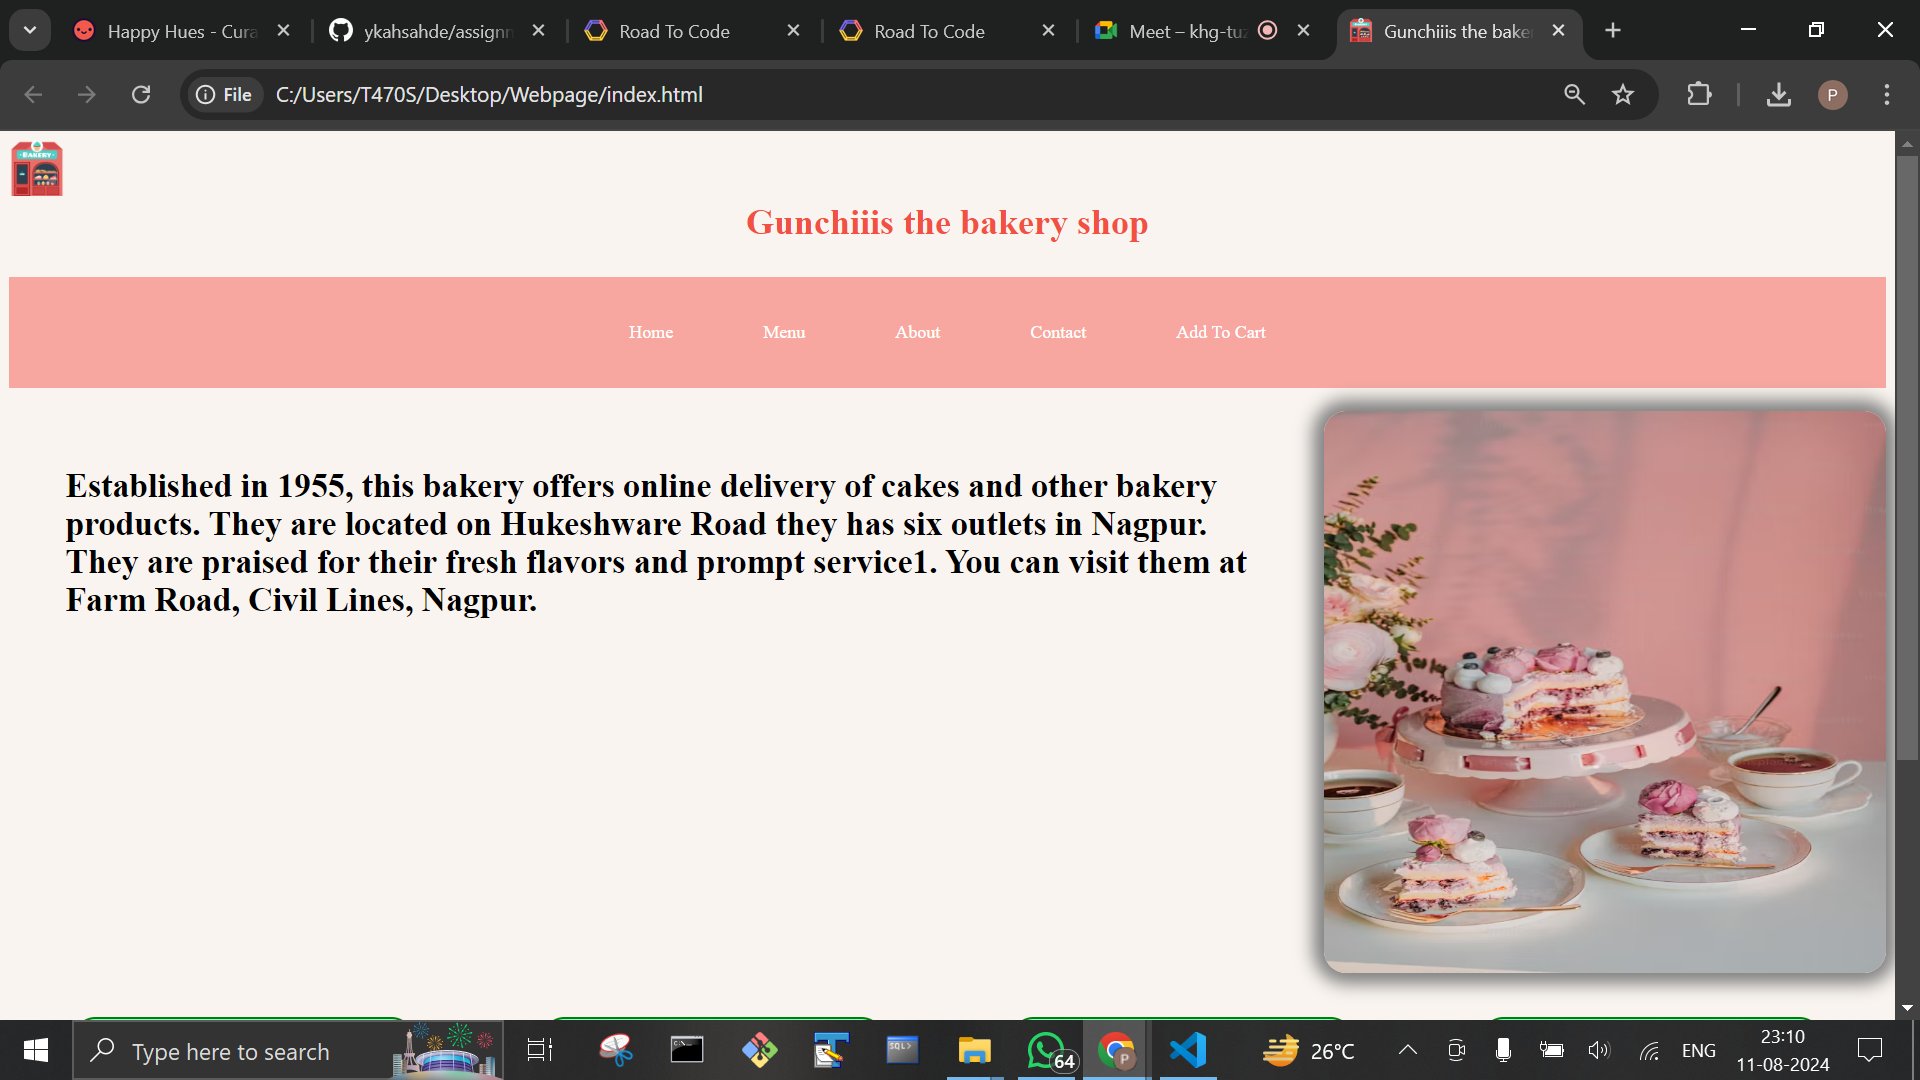 Happy Hues - Cura
ykahsahde/assignm
Road To Code
Road To Code
Meet – khg-tuz
Gunchiiis the baker
File
C:/Users/T470S/Desktop/Webpage/index.html
P
BAKERY
Gunchiiis the bakery shop
Home
Menu
About
Contact
Add To Cart
Established in 1955, this bakery offers online delivery of cakes and other bakery
products. They are located on Hukeshware Road they has six outlets in Nagpur.
They are praised for their fresh flavors and prompt service1. You can visit them at
Farm Road, Civil Lines, Nagpur.
Type here to search
SQL>
64
P
26°C
ENG
23:10
11-08-2024